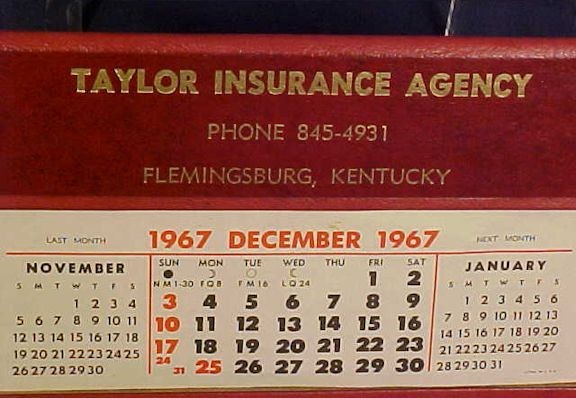 TAYLOR INSURANCE AGENCY
PHONE 845-4931
FLEMINGSBURG, KENTUCKY
LAST MONTH 1967 DECEMBER 1967 NEXT MONTH
NOVEMBER
S M T W T F S
1 2 3 4
5 6 7 8 9 10 11
12 13 14 15 16 17 18
19 20 21 22 23 24 25
26 27 28 29 30
SUN MON TUE WED THU FRI SAT
NM 1-30 FQ 8 FM 16 LQ 24 1 2
3 4 5 6 7 8 9
10 11 12 13 14 15 16
17 18 19 20 21 22 23
24 31 25 26 27 28 29 30
JANUARY
S M T W T F S
1 2 3 4 5 6
7 8 9 10 11 12 13
14 15 16 17 18 19 20
21 22 23 24 25 26 27
28 29 30 31